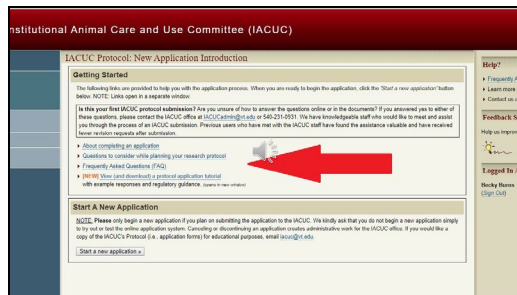 nstitutional Animal Care and Use Committee (IACUC)
IACUC Protocol: New Application Introduction
Getting Started
The following links are provided to help you with the application process. When you are ready to begin the application, click the 'Start a new application' button
below. NOTE: Links open in a separate window.
Is this your first IACUC protocol submission? Are you unsure of how to answer the questions online or in the documents? If you answered yes to either of
these questions, please contact the IACUC office at IACUCadmin@vt.edu or 540-231-0931. We have knowledgeable staff who would like to meet and assist
you through the process of an IACUC submission. Previous users who have met with the IACUC staff have found the assistance valuable and have received
fewer revision requests after submission.
About completing an application
Questions to consider while planning your research protocol
Frequently Asked Questions (FAQ)
[NEW] View (and download) a protocol application tutorial
with example responses and regulatory guidance. (opens in new window)
Start A New Application
NOTE: Please only begin a new application if you plan on submitting the application to the IACUC. We kindly ask that you do not begin a new application simply
to try out or test the online application system. Canceling or discontinuing an application creates administrative work for the IACUC office. If you would like a
copy of the IACUC's Protocol (i.e., application forms) for educational purposes, email iacuc@vt.edu.
Start a new application »
Help?
Frequently A
Learn more
Contact us a
Feedback S
Help us improv
Logged In
Becky Burns
(Sign Out)